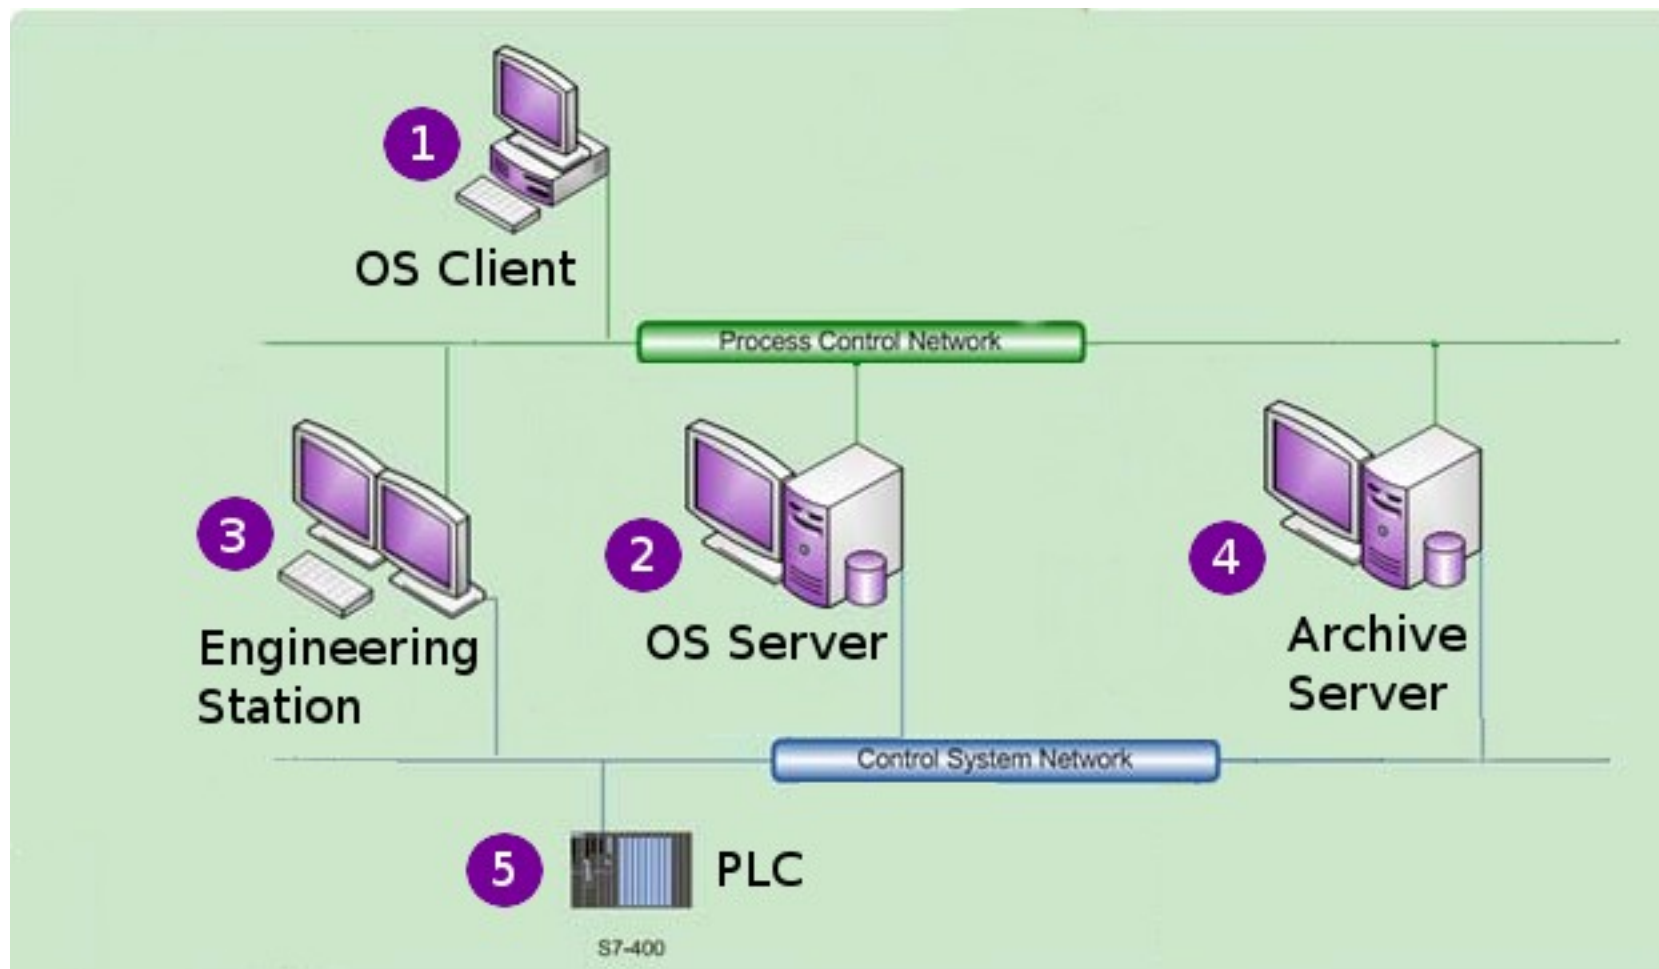 1
OS Client
Process Control Network
3
2
4
Engineering
Station
OS Server
Archive
Server
Control System Network
5
PLC
S7-400